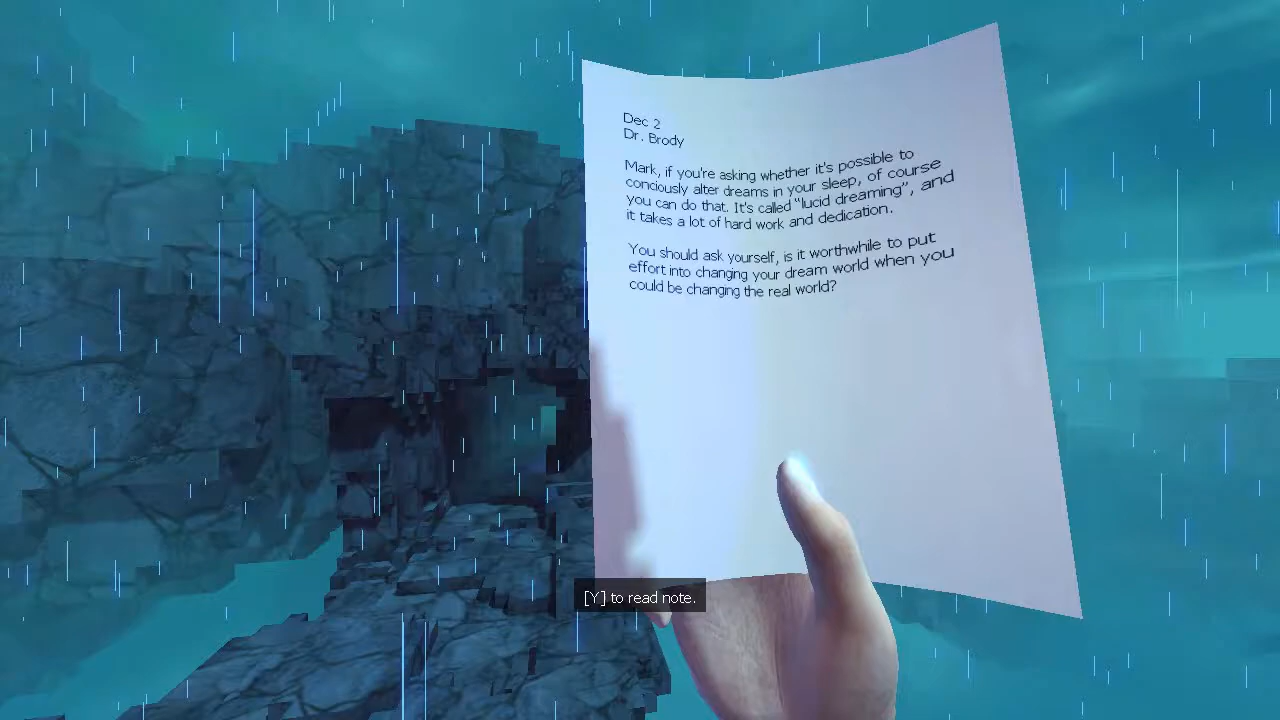 Dec 2
Dr. Brody
Mark, if you're asking whether it's possible to
conciously alter dreams in your sleep, of course
you can do that. It's called "lucid dreaming", and
it takes a lot of hard work and dedication.
You should ask yourself, is it worthwhile to put
effort into changing your dream world when you
could be changing the real world?
[Y] to read note.